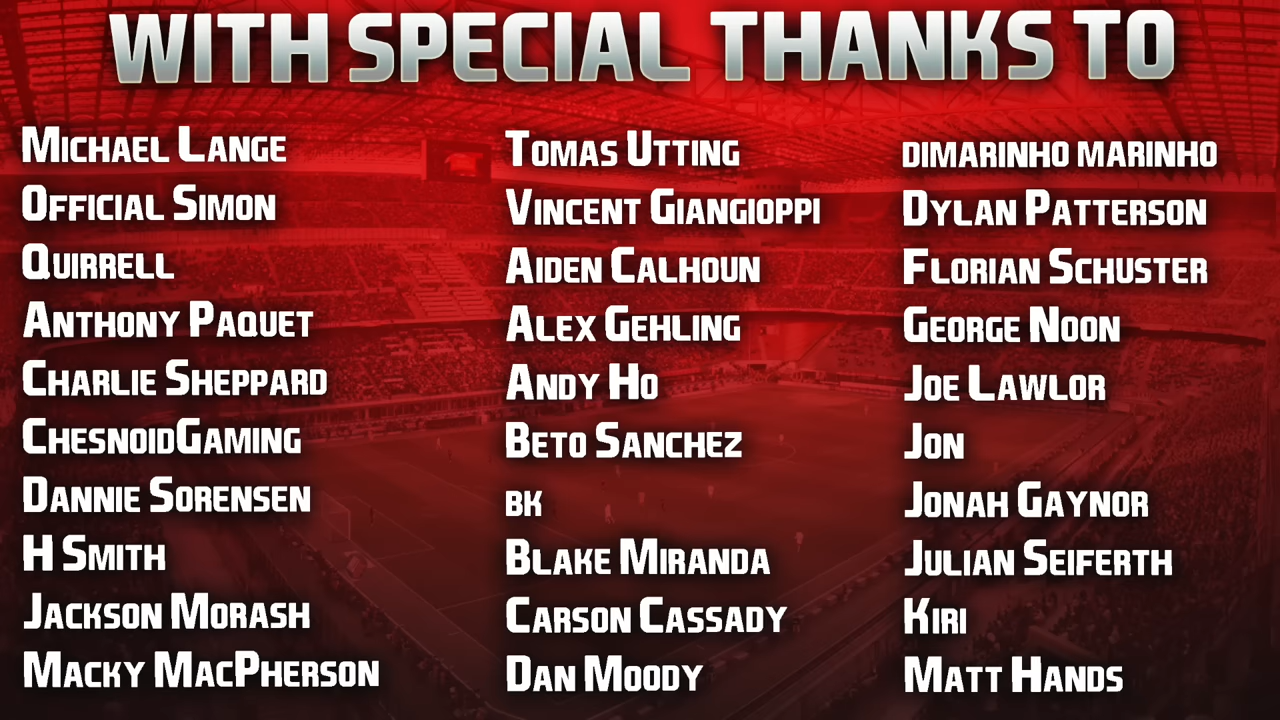 WITH SPECIAL THANKS TO
Michael Lange
Official Simon
Quirrell
Anthony Paquet
Charlie Sheppard
ChesnoidGaming
Dannie Sorensen
H Smith
Jackson Morash
Macky MacPherson
Tomas Utting
Vincent Giangioppi
Aiden Calhoun
Alex Gehling
Andy Ho
Beto Sanchez
bk
Blake Miranda
Carson Cassady
Dan Moody
dimarinho marinho
Dylan Patterson
Florian Schuster
George Noon
Joe Lawlor
Jon
Jonah Gaynor
Julian Seiferth
Kiri
Matt Hands